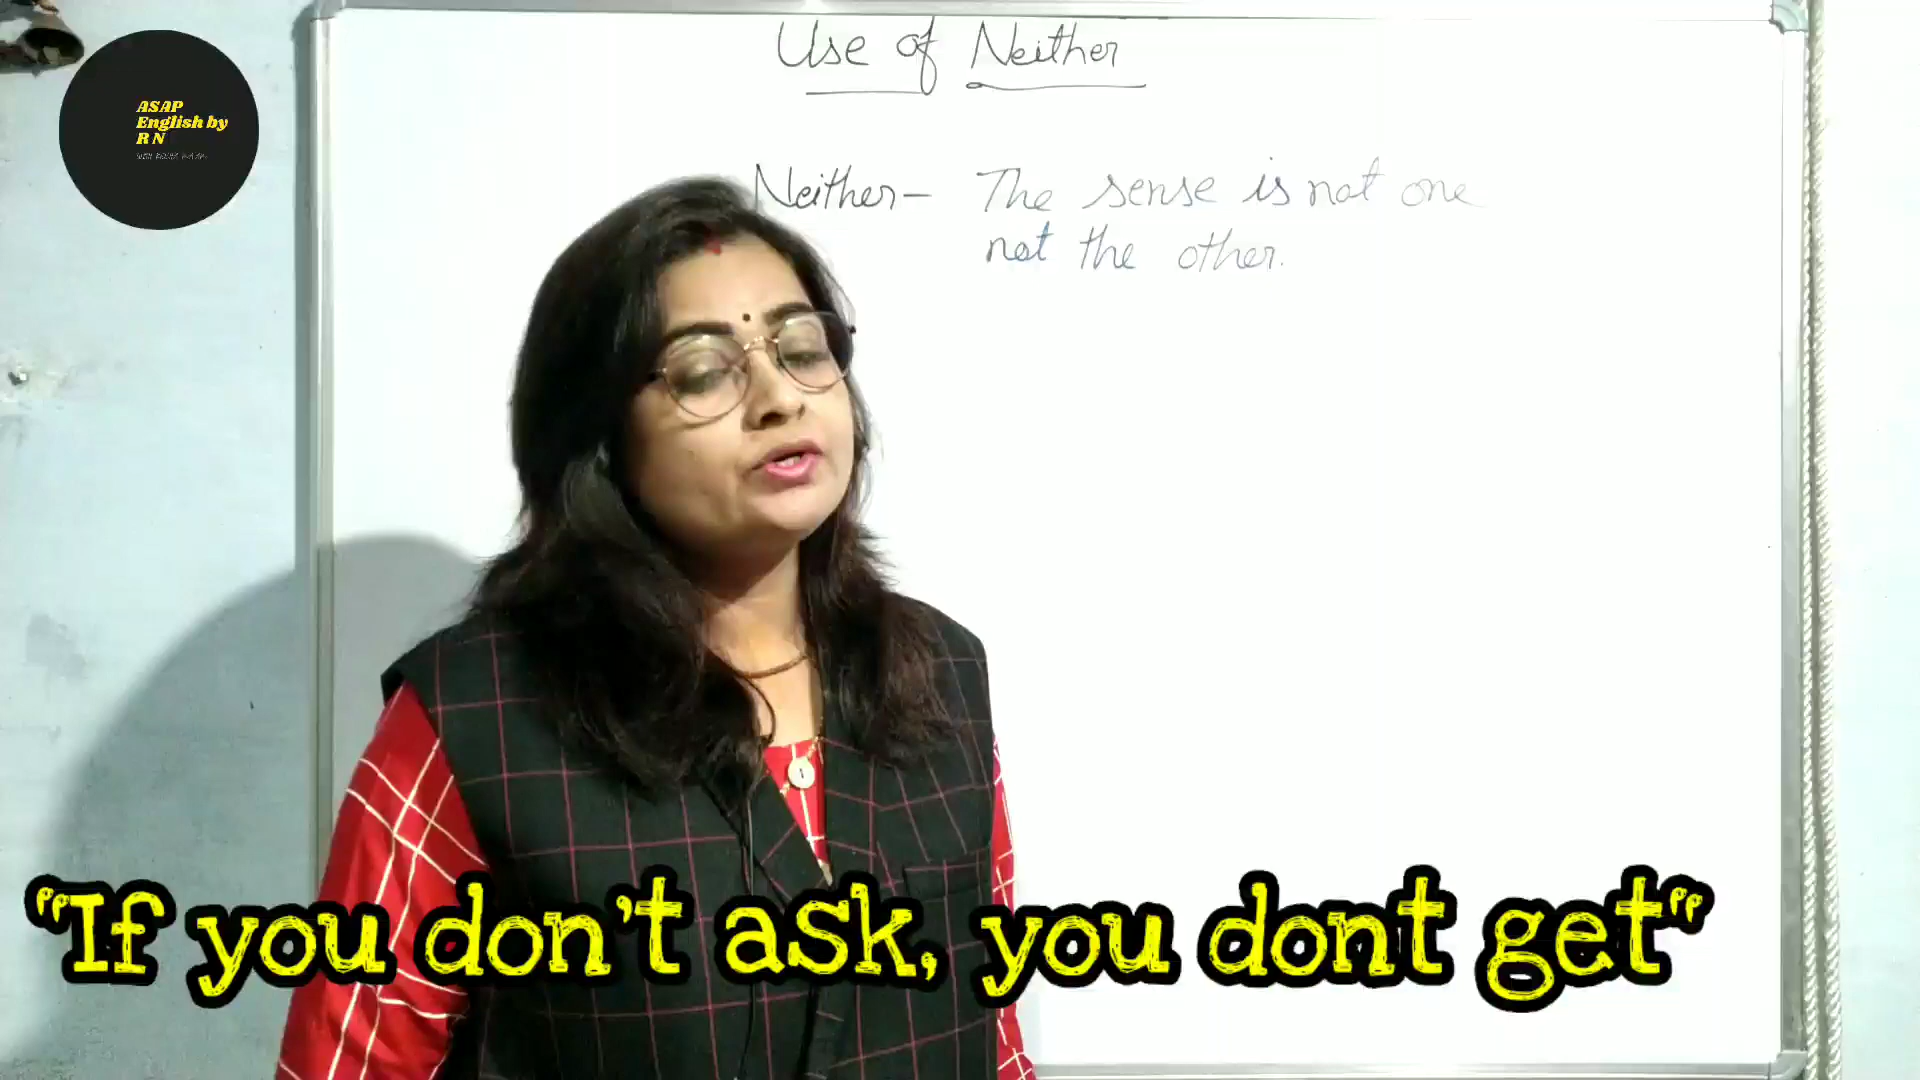 Use of Neither
ASAP
English by
R N
Neither - The sense is not one
not the other.
"If you don't ask, you dont get"